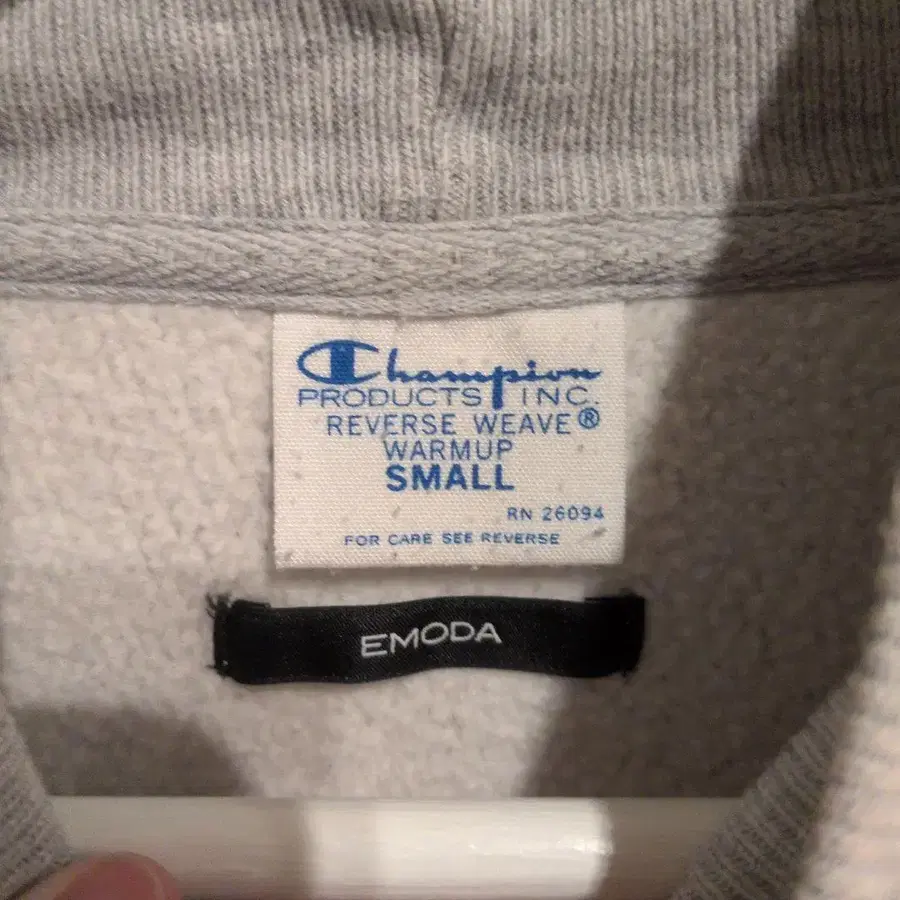 Champion
PRODUCTS INC.
REVERSE WEAVE®
WARMUP
SMALL
RN 26094
FOR CARE SEE REVERSE
EMODA